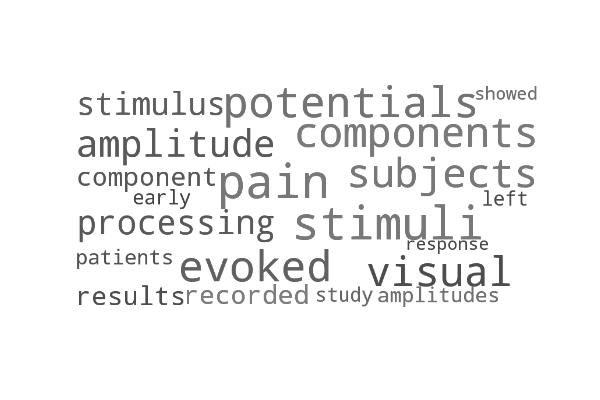 stimulus potentials showed
amplitude components
component pain subjects
early left
processing stimuli
response
patients evoked visual
results recorded study amplitudes